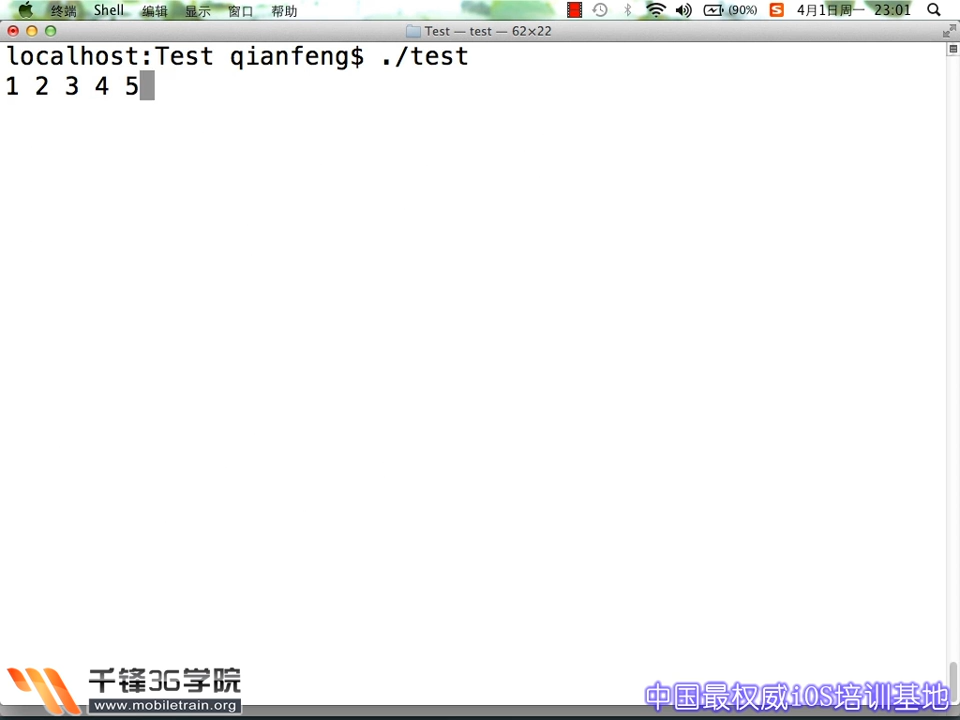 终端 Shell 编辑 显示 窗口 帮助 (90%) 4月1日周一 23:01
Test — test — 62×22
localhost:Test qianfeng$ ./test
1 2 3 4 5
千锋3G学院
www.mobiletrain.org
中国最权威iOS培训基地